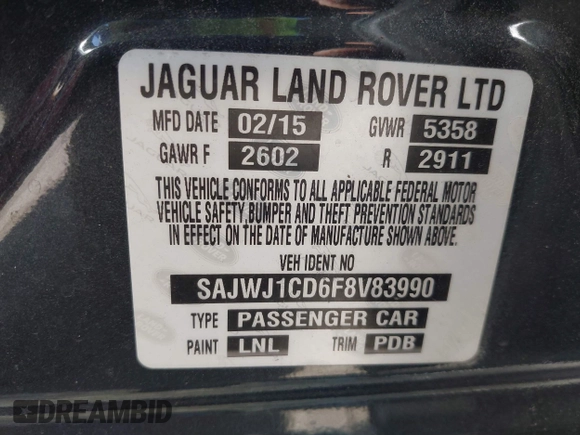 JAGUAR LAND ROVER LTD
MFD DATE 02/15 GVWR 5358
GAWR F 2602 R 2911
THIS VEHICLE CONFORMS TO ALL APPLICABLE FEDERAL MOTOR
VEHICLE SAFETY,BUMPER AND THEFT PREVENTION STANDARDS
IN EFFECT ON THE DATE OF MANUFACTURE SHOWN ABOVE.
VEH IDENT NO
SAJWJ1CD6F8V83990
TYPE PASSENGER CAR
PAINT LNL TRIM PDB
DREAMBID